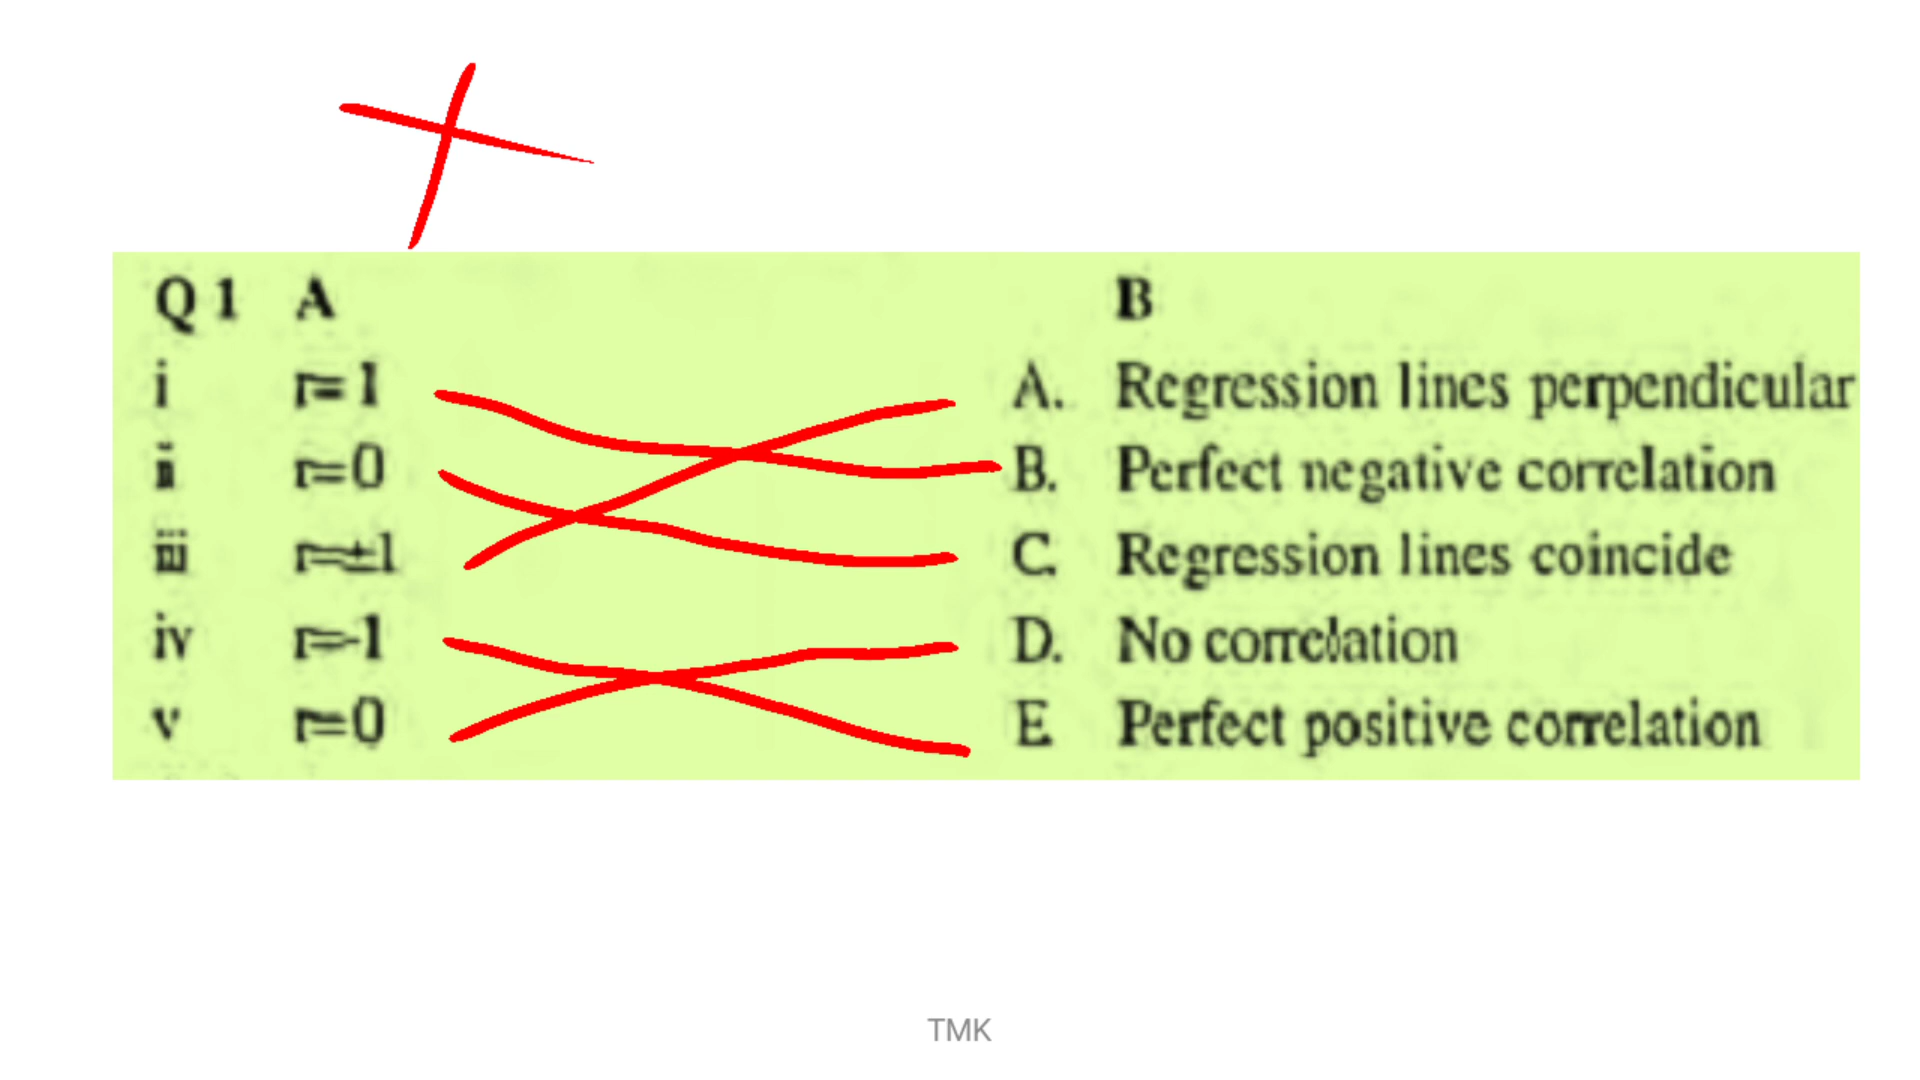 Q 1 A B
i r=1 A. Regression lines perpendicular
ii r=0 B. Perfect negative correlation
iii r=±1 C. Regression lines coincide
iv r=-1 D. No correlation
v r=0 E. Perfect positive correlation
TMK